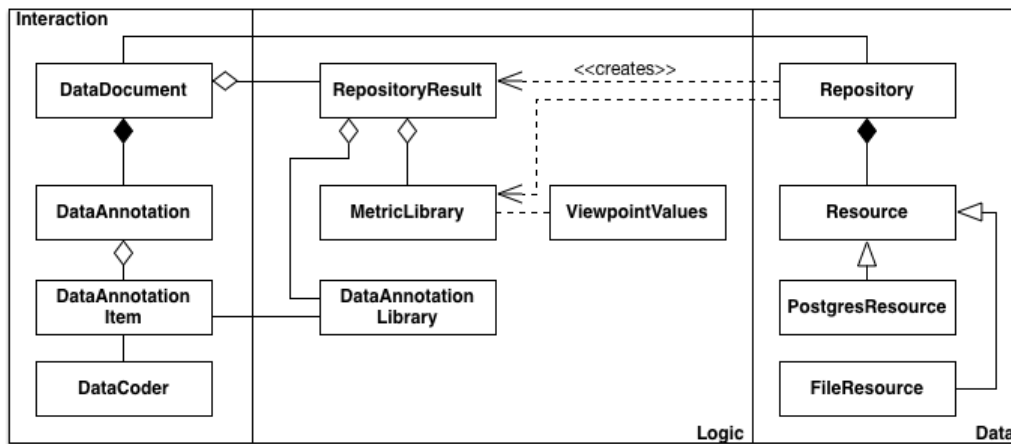 Interaction
DataDocument
RepositoryResult
<<creates>>
Repository
DataAnnotation
MetricLibrary
ViewpointValues
Resource
DataAnnotation
Item
DataAnnotation
Library
PostgresResource
DataCoder
FileResource
Logic
Data